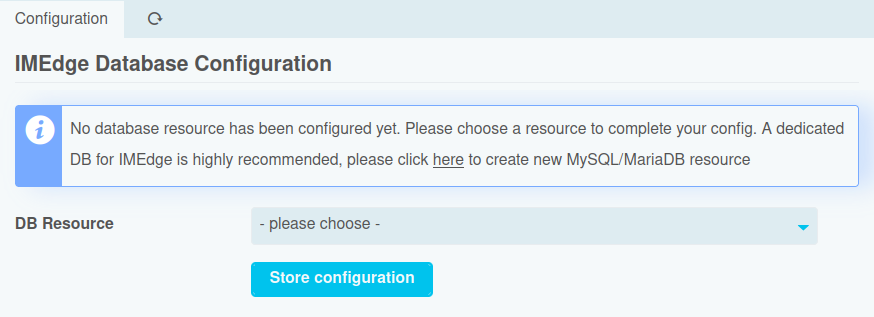 Configuration
IMEdge Database Configuration
No database resource has been configured yet. Please choose a resource to complete your config. A dedicated
DB for IMEdge is highly recommended, please click here to create new MySQL/MariaDB resource
DB Resource
- please choose -
Store configuration